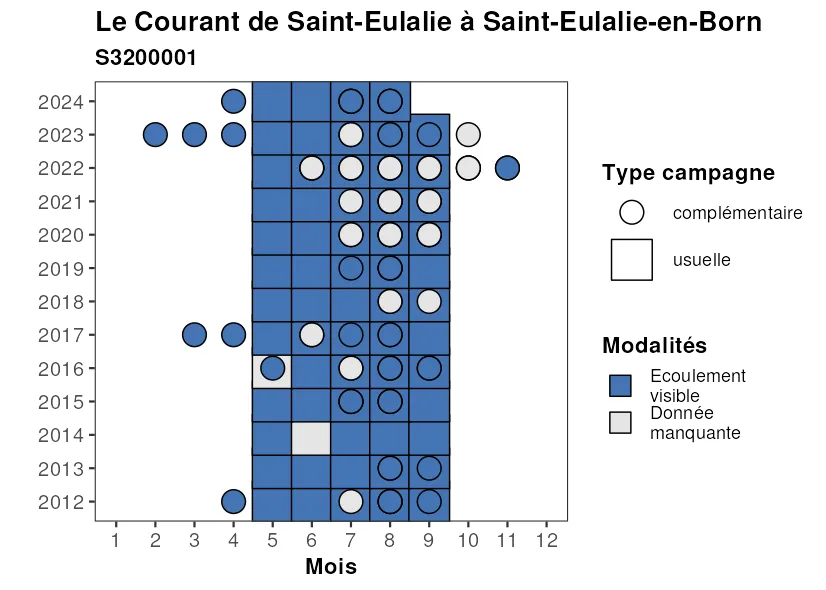 Le Courant de Saint-Eulalie à Saint-Eulalie-en-Born
S3200001
2024
2023
2022
2021
2020
2019
2018
2017
2016
2015
2014
2013
2012
1 2 3 4 5 6 7 8 9 10 11 12
Mois
Type campagne
complémentaire
usuelle
Modalités
Ecoulement
visible
Donnée
manquante